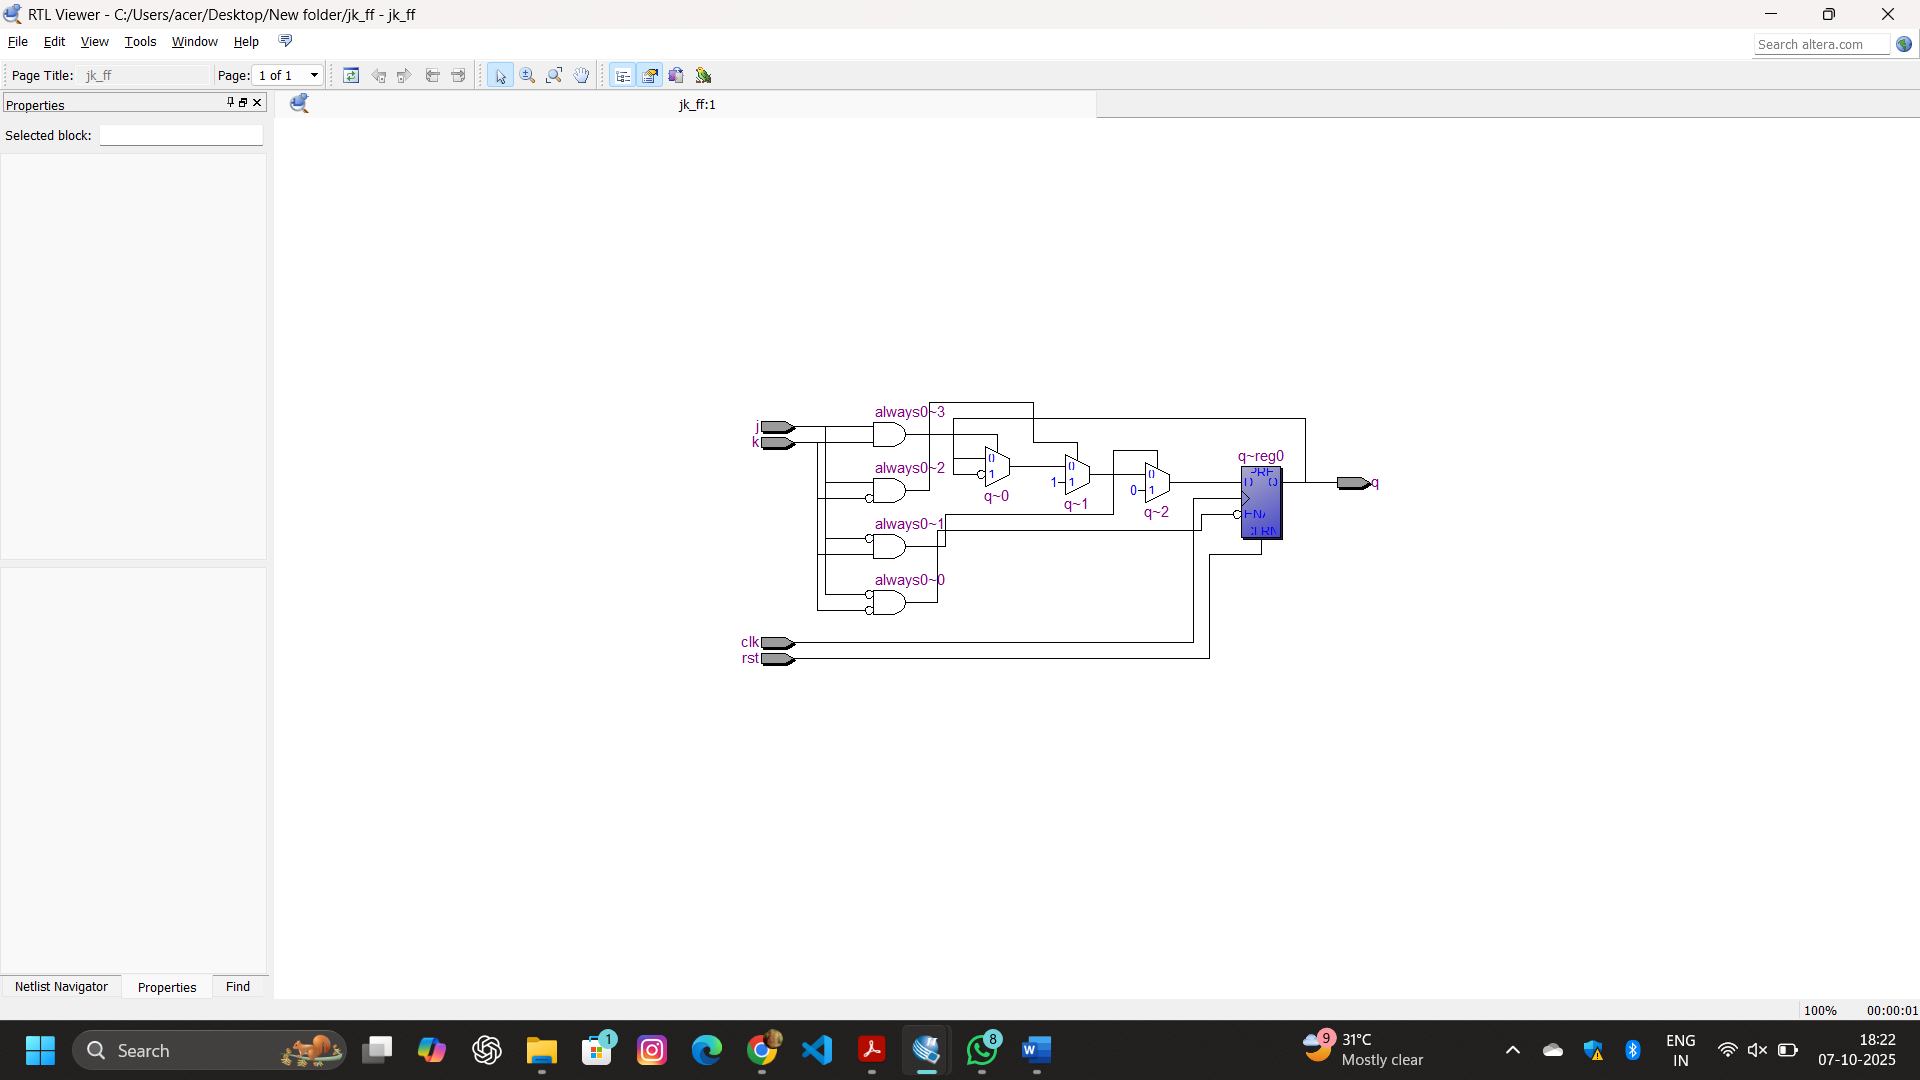 RTL Viewer - C:/Users/acer/Desktop/New folder/jk_ff - jk_ff
File Edit View Tools Window Help
Search altera.com
Page Title: jk_ff Page: 1 of 1
Properties
jk_ff:1
Selected block:
always0~3
j
k
always0~2
0
1
q~0
0
1
1
q~1
0
0
1
q~2
q~reg0
PRE
D Q
ENA
CLRN
q
always0~1
always0~0
clk
rst
Netlist Navigator Properties Find
100% 00:00:01
Search
1
8
9
31°C
Mostly clear
ENG
IN
18:22
07-10-2025